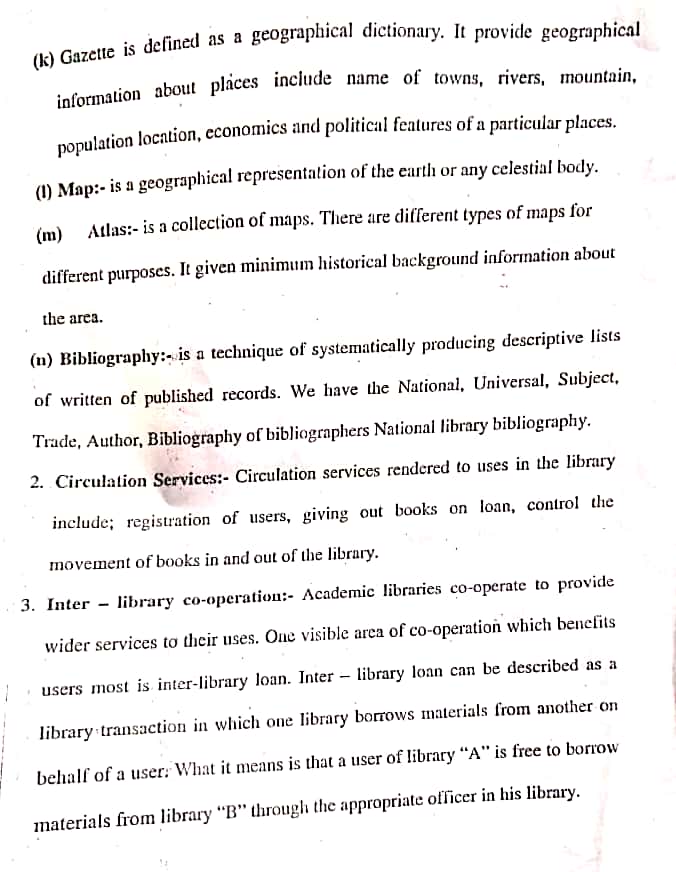 (k) Gazette is defined as a geographical dictionary. It provide geographical
information about places include name of towns, rivers, mountain,
population location, economics and political features of a particular places.
(l) Map:- is a geographical representation of the earth or any celestial body.
(m) Atlas:- is a collection of maps. There are different types of maps for
different purposes. It given minimum historical background information about
the area.
(n) Bibliography:- is a technique of systematically producing descriptive lists
of written of published records. We have the National, Universal, Subject,
Trade, Author, Bibliography of bibliographers National library bibliography.
2. Circulation Services:- Circulation services rendered to uses in the library
include; registration of users, giving out books on loan, control the
movement of books in and out of the library.
3. Inter – library co-operation:- Academic libraries co-operate to provide
wider services to their uses. One visible area of co-operation which benefits
users most is inter-library loan. Inter – library loan can be described as a
library transaction in which one library borrows materials from another on
behalf of a user. What it means is that a user of library “A” is free to borrow
materials from library “B” through the appropriate officer in his library.